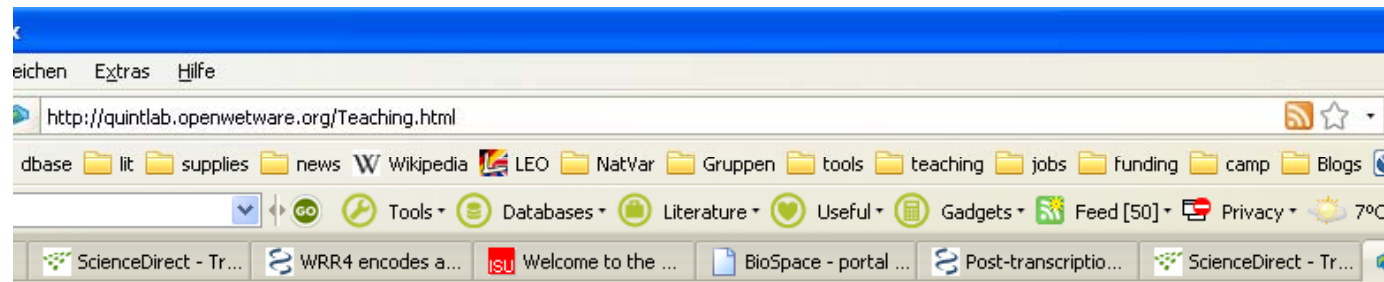 eichen Extras Hilfe
http://quintlab.openwetware.org/Teaching.html
dbase lit supplies news W Wikipedia LEO NatVar Gruppen tools teaching jobs funding camp Blogs
GO Tools Databases Literature Useful Gadgets Feed [50] Privacy 7°C
ScienceDirect - Tr... WRR4 encodes a... ISU Welcome to the ... BioSpace - portal ... Post-transcriptio... ScienceDirect - Tr...